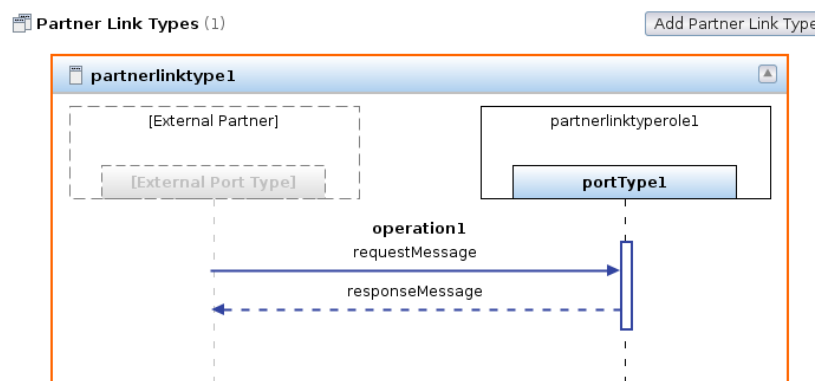 Partner Link Types (1)
Add Partner Link Type
partnerlinktype1
[External Partner]
partnerlinktyperole1
[External Port Type]
portType1
operation1
requestMessage
responseMessage